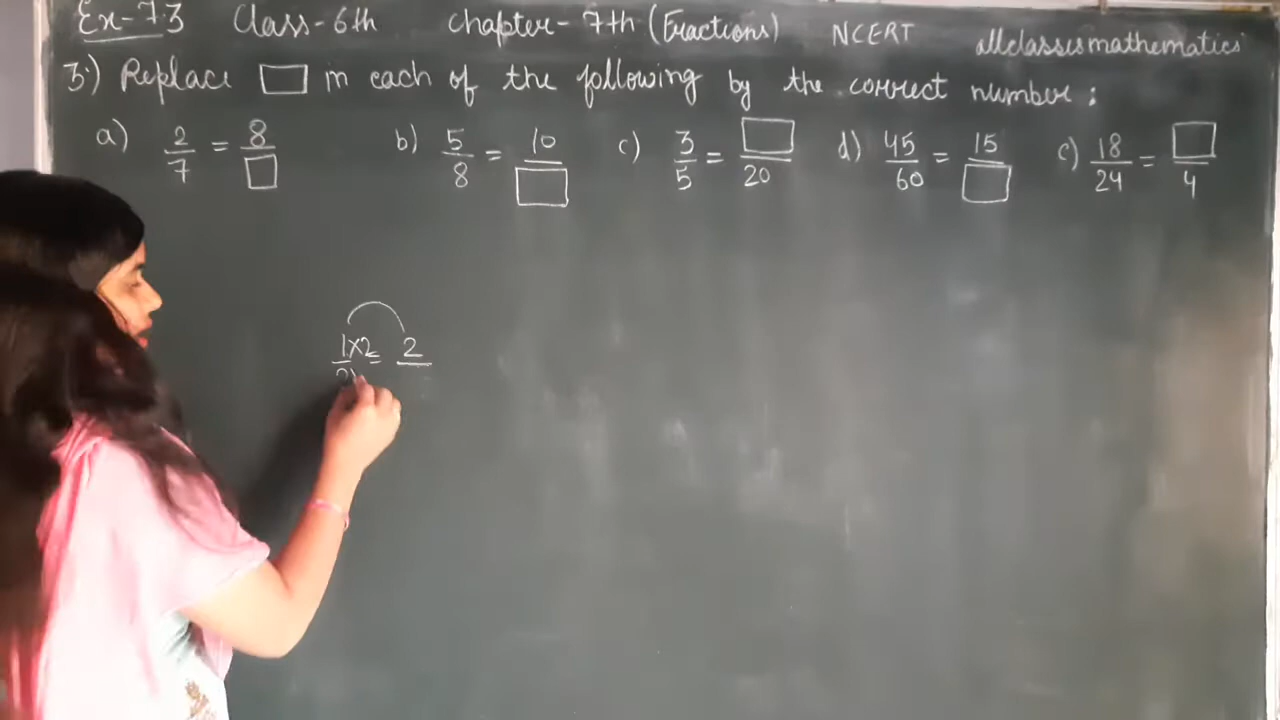 Ex-7.3 Class-6th Chapter-7th (Fractions) NCERT allclassesmathematics
3.) Replace □ in each of the following by the correct number :
a) 2/7 = 8/□ b) 5/8 = 10/□ c) 3/5 = □/20 d) 45/60 = 15/□ e) 18/24 = □/4
1×2 = 2
2